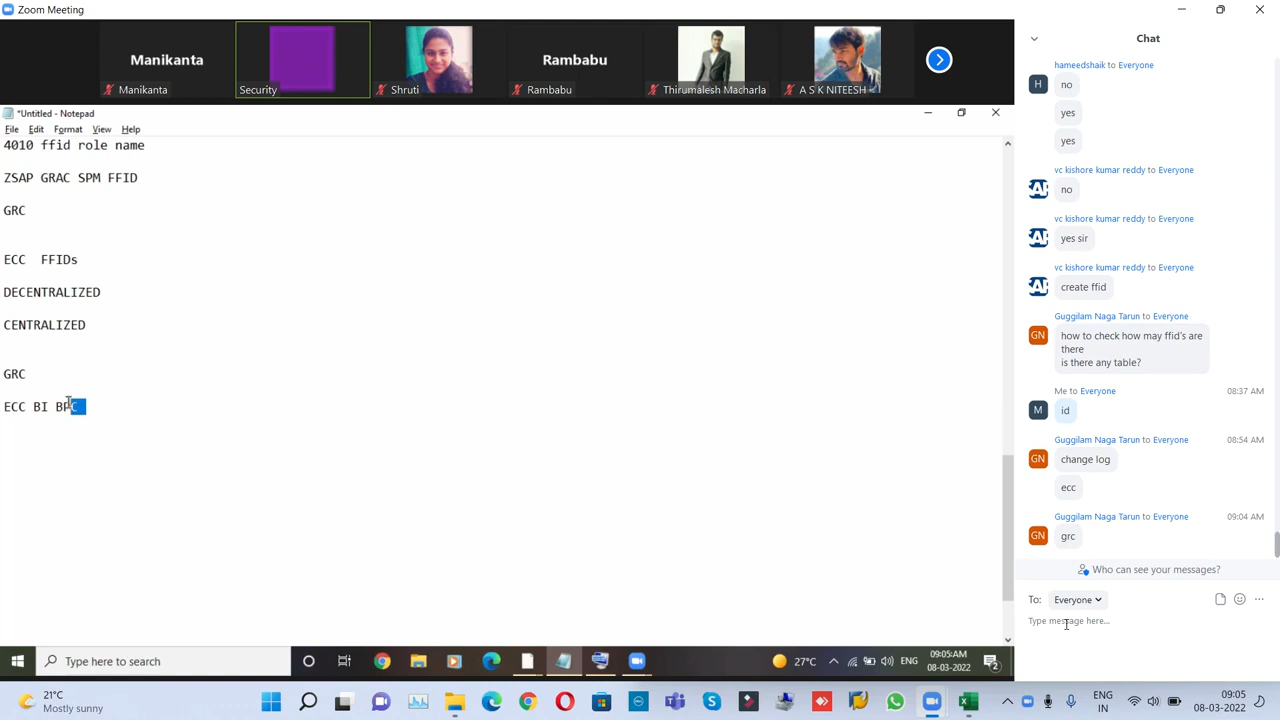 Zoom Meeting
Manikanta
Manikanta
Security
Shruti
Rambabu
Rambabu
Thirumalesh Macharla
A S K NITEESH
*Untitled - Notepad
File Edit Format View Help
4010 ffid role name
ZSAP GRAC SPM FFID
GRC
ECC FFIDs
DECENTRALIZED
CENTRALIZED
GRC
ECC BI BPC
Type here to search
27°C
ENG
09:05:AM
08-03-2022
2
Chat
hameedshaik to Everyone
H
no
yes
yes
vc kishore kumar reddy to Everyone
no
vc kishore kumar reddy to Everyone
yes sir
vc kishore kumar reddy to Everyone
create ffid
Guggilam Naga Tarun to Everyone
GN
how to check how may ffid's are
there
is there any table?
Me to Everyone 08:37 AM
M
id
Guggilam Naga Tarun to Everyone 08:54 AM
GN
change log
ecc
Guggilam Naga Tarun to Everyone 09:04 AM
GN
grc
Who can see your messages?
To: Everyone
Type message here...
21°C
Mostly sunny
ENG
IN
09:05
08-03-2022